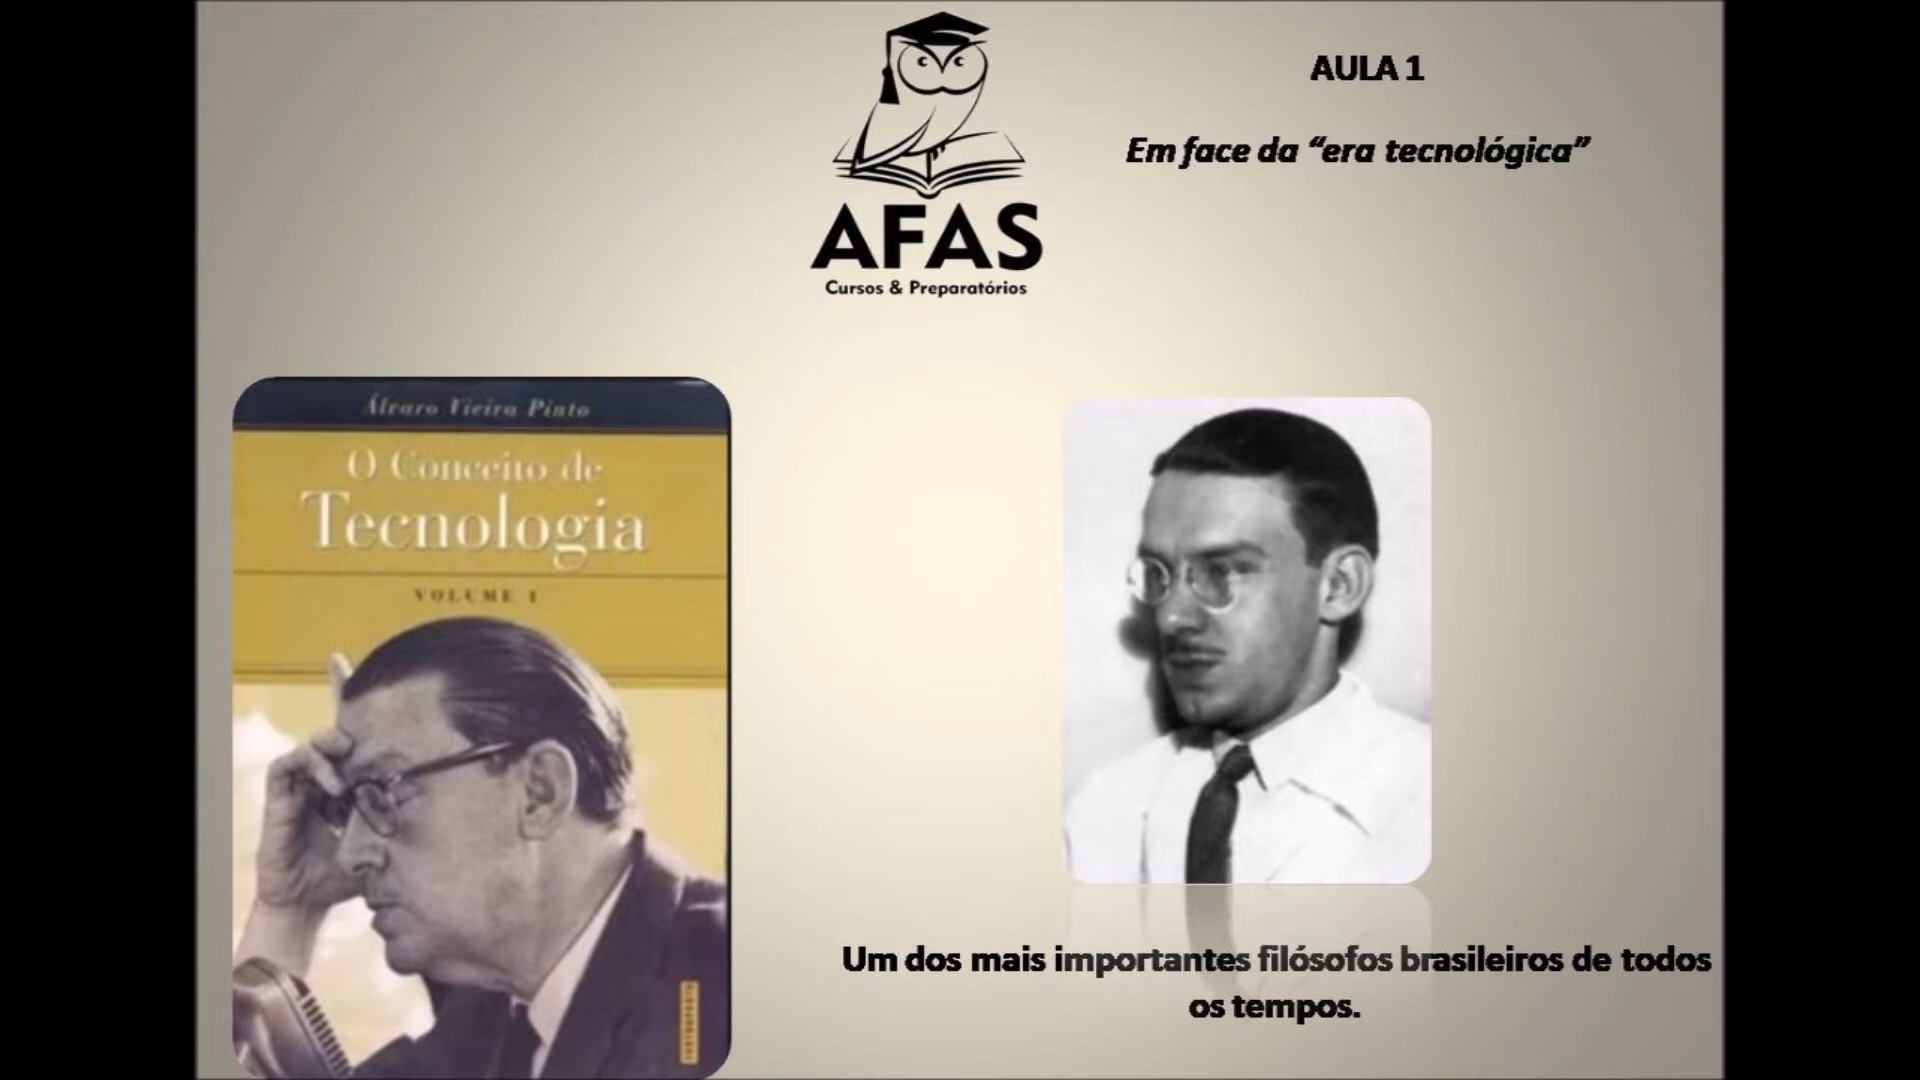 AULA 1
Em face da “era tecnológica”
AFAS
Cursos & Preparatórios
Álvaro Vieira Pinto
O Conceito de
Tecnologia
VOLUME I
CONTRAPONTO
Um dos mais importantes filósofos brasileiros de todos
os tempos.